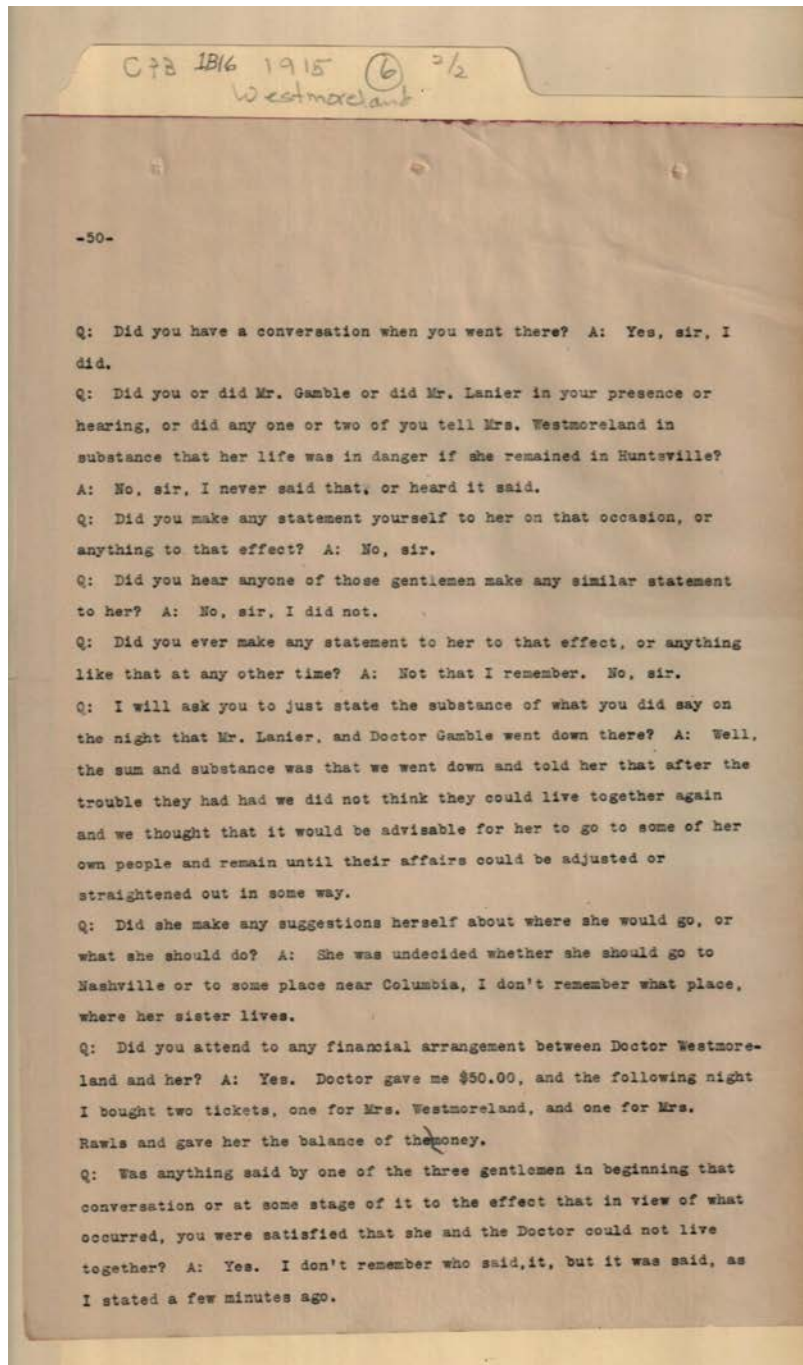 C73 1B16 1915 6 2/2
Westmoreland
-50-
Q: Did you have a conversation when you went there? A: Yes, sir, I
did.
Q: Did you or did Mr. Gamble or did Mr. Lanier in your presence or
hearing, or did any one or two of you tell Mrs. Westmoreland in
substance that her life was in danger if she remained in Huntsville?
A: No, sir, I never said that, or heard it said.
Q: Did you make any statement yourself to her on that occasion, or
anything to that effect? A: No, sir.
Q: Did you hear anyone of those gentlemen make any similar statement
to her? A: No, sir, I did not.
Q: Did you ever make any statement to her to that effect, or anything
like that at any other time? A: Not that I remember. No, sir.
Q: I will ask you to just state the substance of what you did say on
the night that Mr. Lanier, and Doctor Gamble went down there? A: Well,
the sum and substance was that we went down and told her that after the
trouble they had had we did not think they could live together again
and we thought that it would be advisable for her to go to some of her
own people and remain until their affairs could be adjusted or
straightened out in some way.
Q: Did she make any suggestions herself about where she would go, or
what she should do? A: She was undecided whether she should go to
Nashville or to some place near Columbia, I don't remember what place,
where her sister lives.
Q: Did you attend to any financial arrangement between Doctor Westmore-
land and her? A: Yes. Doctor gave me $50.00, and the following night
I bought two tickets, one for Mrs. Westmoreland, and one for Mrs.
Rawls and gave her the balance of the money.
Q: Was anything said by one of the three gentlemen in beginning that
conversation or at some stage of it to the effect that in view of what
occurred, you were satisfied that she and the Doctor could not live
together? A: Yes. I don't remember who said,it, but it was said, as
I stated a few minutes ago.